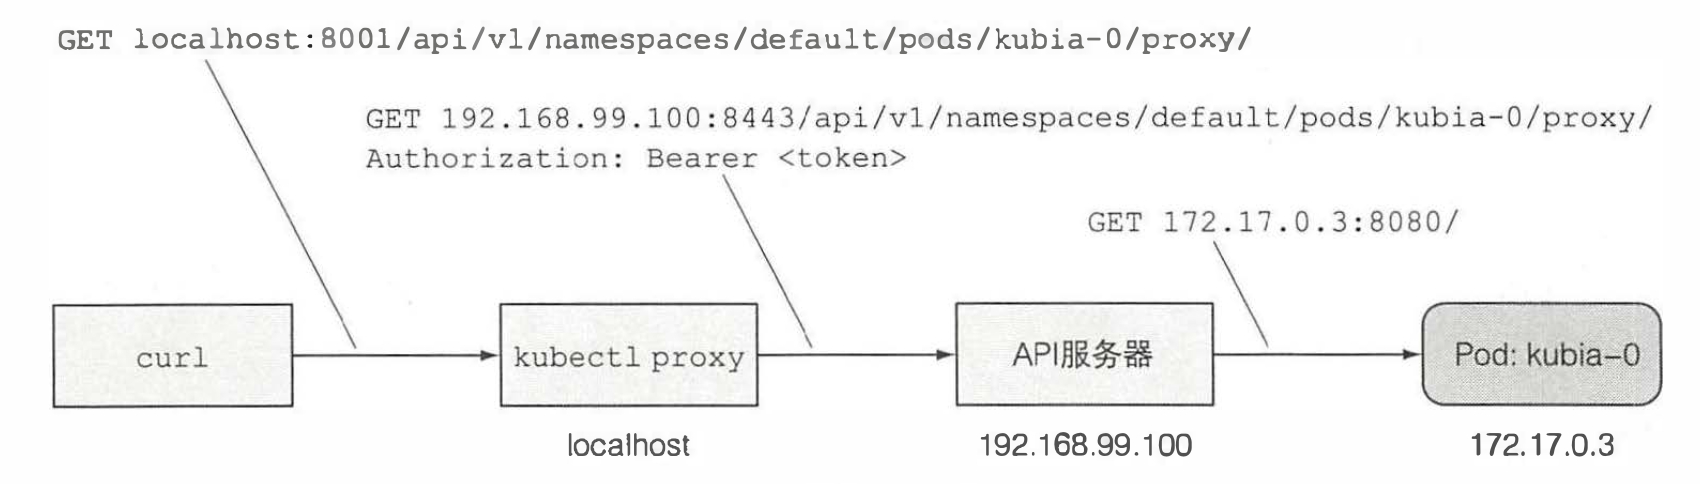 GET localhost:8001/api/v1/namespaces/default/pods/kubia-0/proxy/
GET 192.168.99.100:8443/api/v1/namespaces/default/pods/kubia-0/proxy/
Authorization: Bearer <token>
GET 172.17.0.3:8080/
curl
kubectl proxy
API服务器
Pod: kubia-0
localhost
192.168.99.100
172.17.0.3